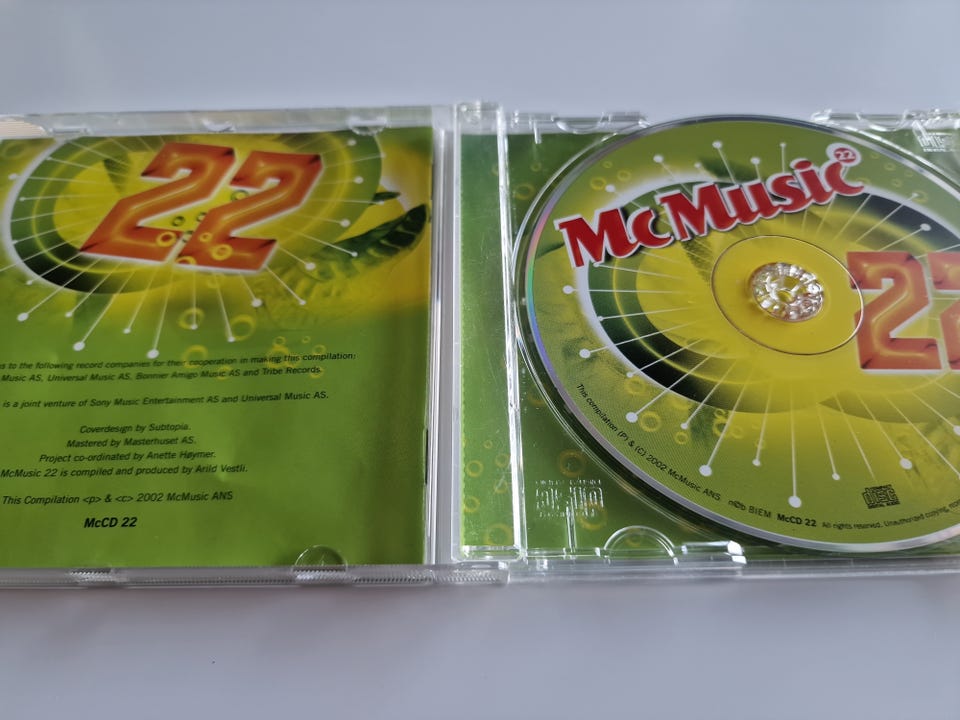 22
s to the following record companies for their cooperation in making this compilation:
Music AS, Universal Music AS, Bonnier Amigo Music AS and Tribe Records.
is a joint venture of Sony Music Entertainment AS and Universal Music AS.
Coverdesign by Subtopia.
Mastered by Masterhuset AS.
Project co-ordinated by Anette Høymer.
McMusic 22 is compiled and produced by Arild Vestli.
This Compilation <p> & <c> 2002 McMusic ANS
McCD 22
McMusic 22
22
This compilation (P) & (C) 2002 McMusic ANS n©b BIEM McCD 22 All rights reserved. Unauthorized copying,